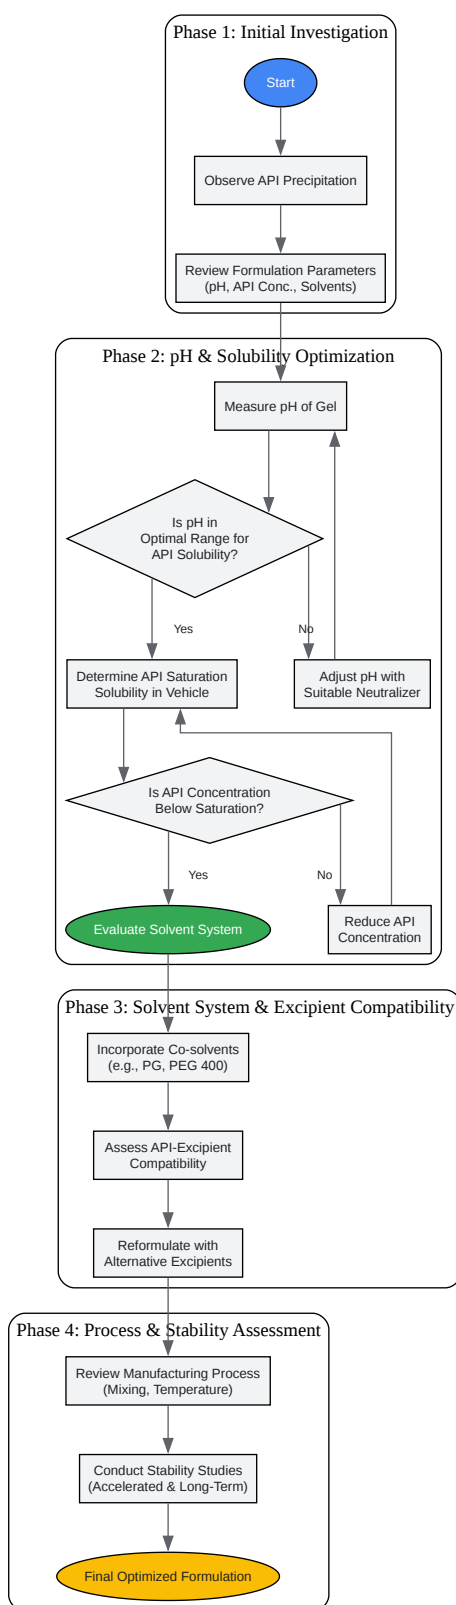 Phase 1: Initial Investigation
Start
Observe API Precipitation
Review Formulation Parameters
(pH, API Conc., Solvents)
Phase 2: pH & Solubility Optimization
Measure pH of Gel
Is pH in
Optimal Range for
API Solubility?
Yes
No
Determine API Saturation
Solubility in Vehicle
Adjust pH with
Suitable Neutralizer
Is API Concentration
Below Saturation?
Yes
No
Evaluate Solvent System
Reduce API
Concentration
Phase 3: Solvent System & Excipient Compatibility
Incorporate Co-solvents
(e.g., PG, PEG 400)
Assess API-Excipient
Compatibility
Reformulate with
Alternative Excipients
Phase 4: Process & Stability Assessment
Review Manufacturing Process
(Mixing, Temperature)
Conduct Stability Studies
(Accelerated & Long-Term)
Final Optimized Formulation